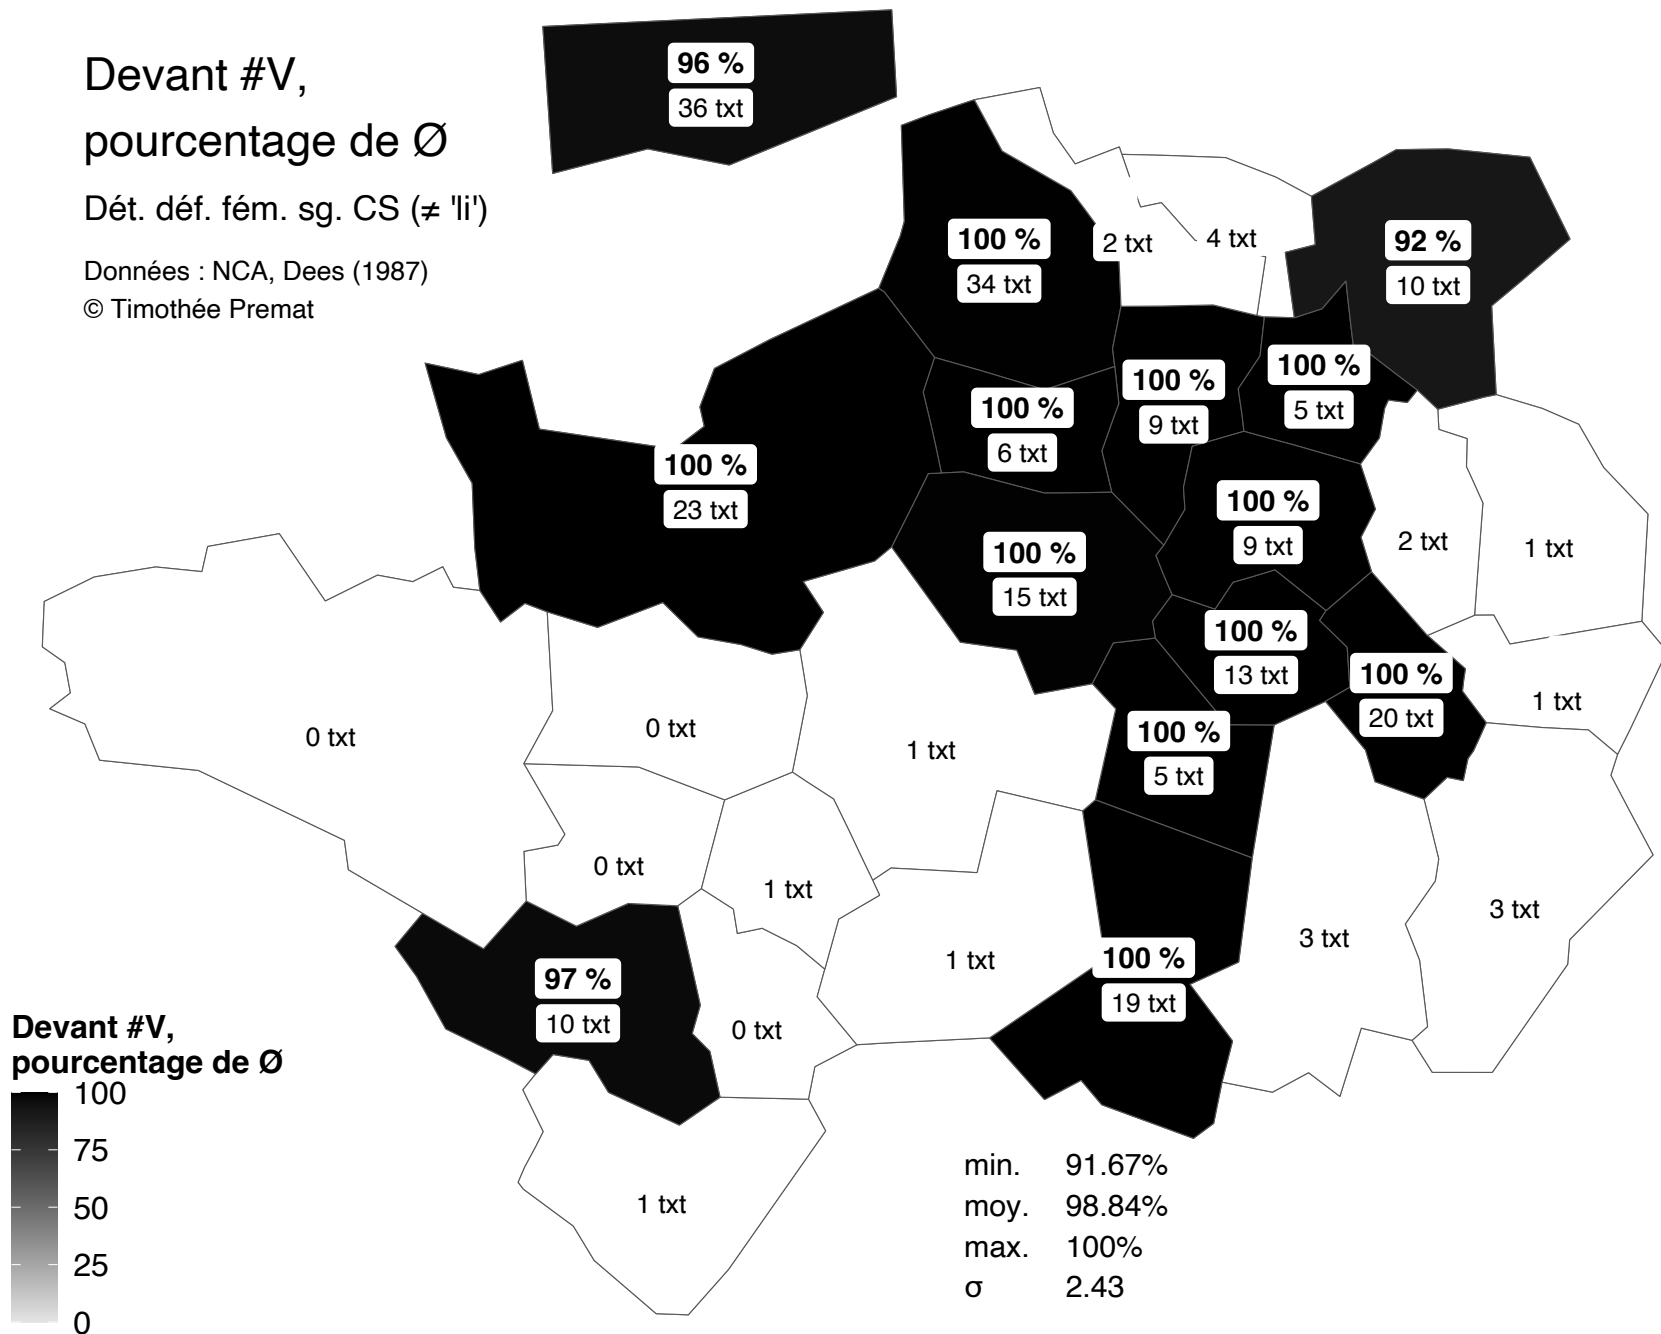 Devant #V,
pourcentage de Ø
Dét. déf. fém. sg. CS (≠ 'li')
Données : NCA, Dees (1987)
© Timothée Premat
96 %
36 txt
100 %
34 txt
2 txt
4 txt
92 %
10 txt
100 %
5 txt
100 %
9 txt
100 %
6 txt
100 %
23 txt
100 %
9 txt
100 %
15 txt
2 txt
1 txt
100 %
13 txt
100 %
20 txt
1 txt
0 txt
0 txt
1 txt
100 %
5 txt
0 txt
1 txt
3 txt
3 txt
1 txt
100 %
19 txt
97 %
10 txt
0 txt
1 txt
Devant #V,
pourcentage de Ø
100
75
50
25
0
min. 91.67%
moy. 98.84%
max. 100%
σ 2.43